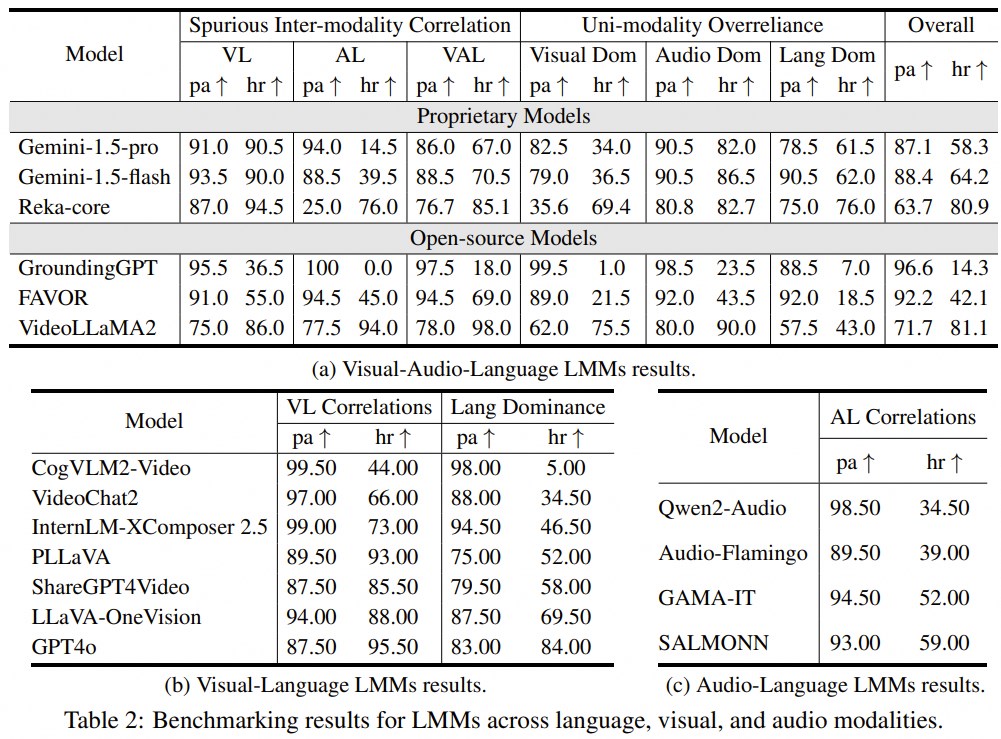 Model Spurious Inter-modality Correlation Uni-modality Overreliance Overall
VL AL VAL Visual Dom Audio Dom Lang Dom
pa ↑ hr ↑ pa ↑ hr ↑ pa ↑ hr ↑ pa ↑ hr ↑ pa ↑ hr ↑ pa ↑ hr ↑ pa ↑ hr ↑
Proprietary Models
Gemini-1.5-pro 91.0 90.5 94.0 14.5 86.0 67.0 82.5 34.0 90.5 82.0 78.5 61.5 87.1 58.3
Gemini-1.5-flash 93.5 90.0 88.5 39.5 88.5 70.5 79.0 36.5 90.5 86.5 90.5 62.0 88.4 64.2
Reka-core 87.0 94.5 25.0 76.0 76.7 85.1 35.6 69.4 80.8 82.7 75.0 76.0 63.7 80.9
Open-source Models
GroundingGPT 95.5 36.5 100 0.0 97.5 18.0 99.5 1.0 98.5 23.5 88.5 7.0 96.6 14.3
FAVOR 91.0 55.0 94.5 45.0 94.5 69.0 89.0 21.5 92.0 43.5 92.0 18.5 92.2 42.1
VideoLLaMA2 75.0 86.0 77.5 94.0 78.0 98.0 62.0 75.5 80.0 90.0 57.5 43.0 71.7 81.1
(a) Visual-Audio-Language LMMs results.
Model VL Correlations Lang Dominance
pa ↑ hr ↑ pa ↑ hr ↑
CogVLM2-Video 99.50 44.00 98.00 5.00
VideoChat2 97.00 66.00 88.00 34.50
InternLM-XComposer 2.5 99.00 73.00 94.50 46.50
PLLaVA 89.50 93.00 75.00 52.00
ShareGPT4Video 87.50 85.50 79.50 58.00
LLaVA-OneVision 94.00 88.00 87.50 69.50
GPT4o 87.50 95.50 83.00 84.00
(b) Visual-Language LMMs results.
Model AL Correlations
pa ↑ hr ↑
Qwen2-Audio 98.50 34.50
Audio-Flamingo 89.50 39.00
GAMA-IT 94.50 52.00
SALMONN 93.00 59.00
(c) Audio-Language LMMs results.
Table 2: Benchmarking results for LMMs across language, visual, and audio modalities.